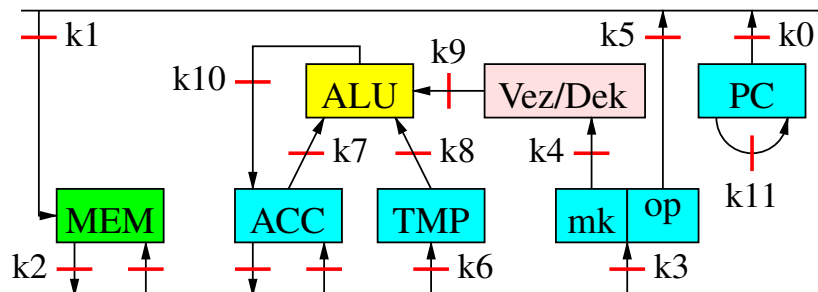 k1 k5 k0
k10 ALU k9 Vez/Dek PC
k7 k8 k4
k11
MEM ACC TMP mk op
k2 k6 k3